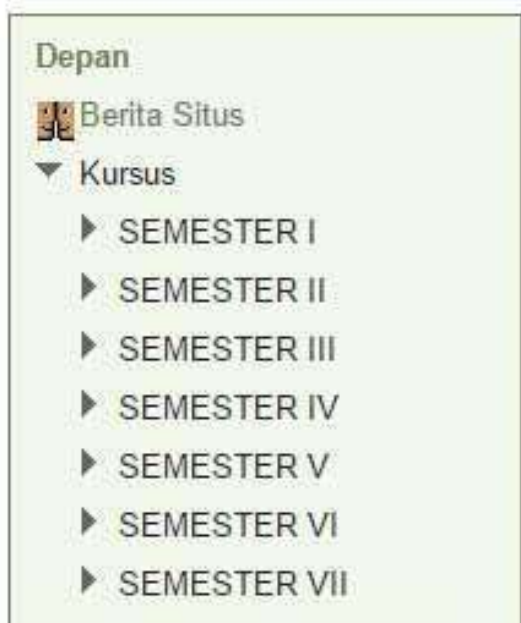 Depan
Berita Situs
Kursus
SEMESTER I
SEMESTER II
SEMESTER III
SEMESTER IV
SEMESTER V
SEMESTER VI
SEMESTER VII